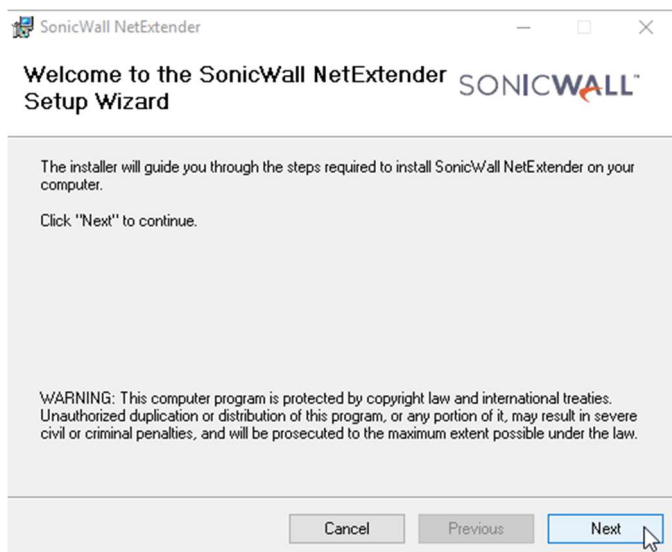 SonicWall NetExtender
Welcome to the SonicWall NetExtender
Setup Wizard
SONICWALL™
The installer will guide you through the steps required to install SonicWall NetExtender on your
computer.
Click "Next" to continue.
WARNING: This computer program is protected by copyright law and international treaties.
Unauthorized duplication or distribution of this program, or any portion of it, may result in severe
civil or criminal penalties, and will be prosecuted to the maximum extent possible under the law.
Cancel
Previous
Next